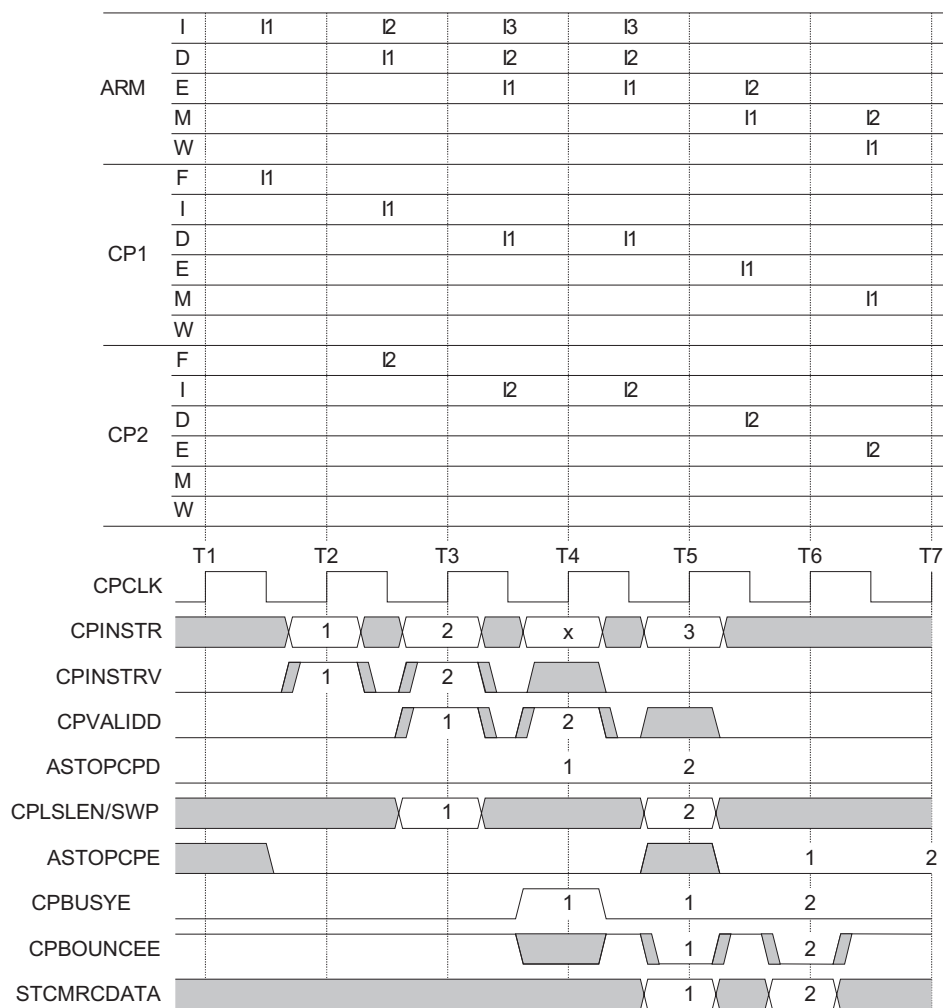 I I1 I2 I3 I3
D I1 I2 I2
ARM E I1 I1 I2
M I1 I2
W I1
F I1
I I1
CP1 D I1 I1
E I1
M I1
W
F I2
I I2 I2
CP2 D I2
E I2
M
W
T1 T2 T3 T4 T5 T6 T7
CPCLK
CPINSTR 1 2 x 3
CPINSTRV 1 2
CPVALIDD 1 2
ASTOPCPD 1 2
CPLSLEN/SWP 1 2
ASTOPCPE 1 2
CPBUSYE 1 1 2
CPBOUNCEE 1 2
STCMRCDATA 1 2